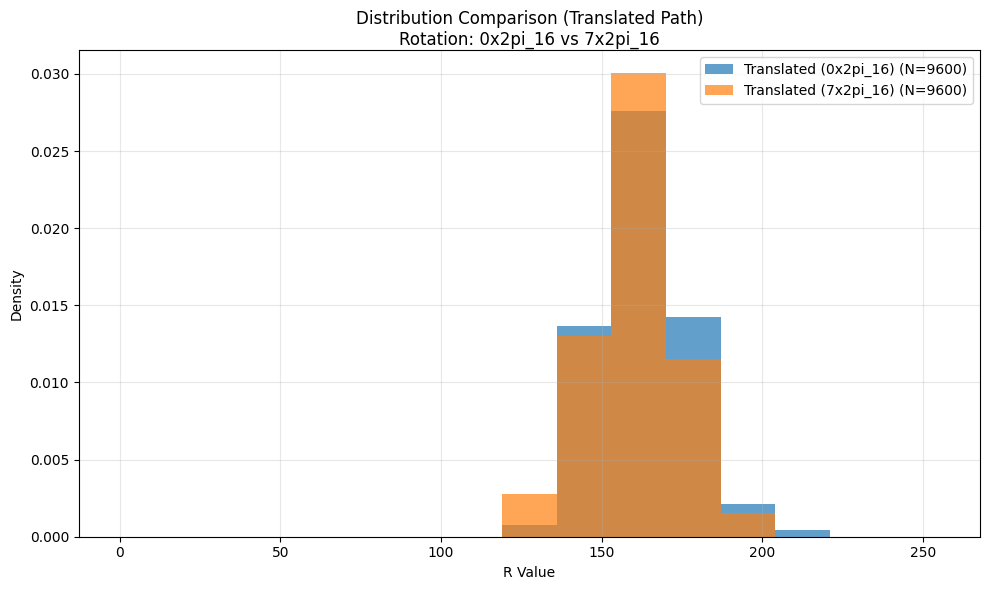 Distribution Comparison (Translated Path)
Rotation: 0x2pi_16 vs 7x2pi_16
Translated (0x2pi_16) (N=9600)
Translated (7x2pi_16) (N=9600)
0.030
0.025
0.020
0.015
0.010
0.005
0.000
Density
0 50 100 150 200 250
R Value